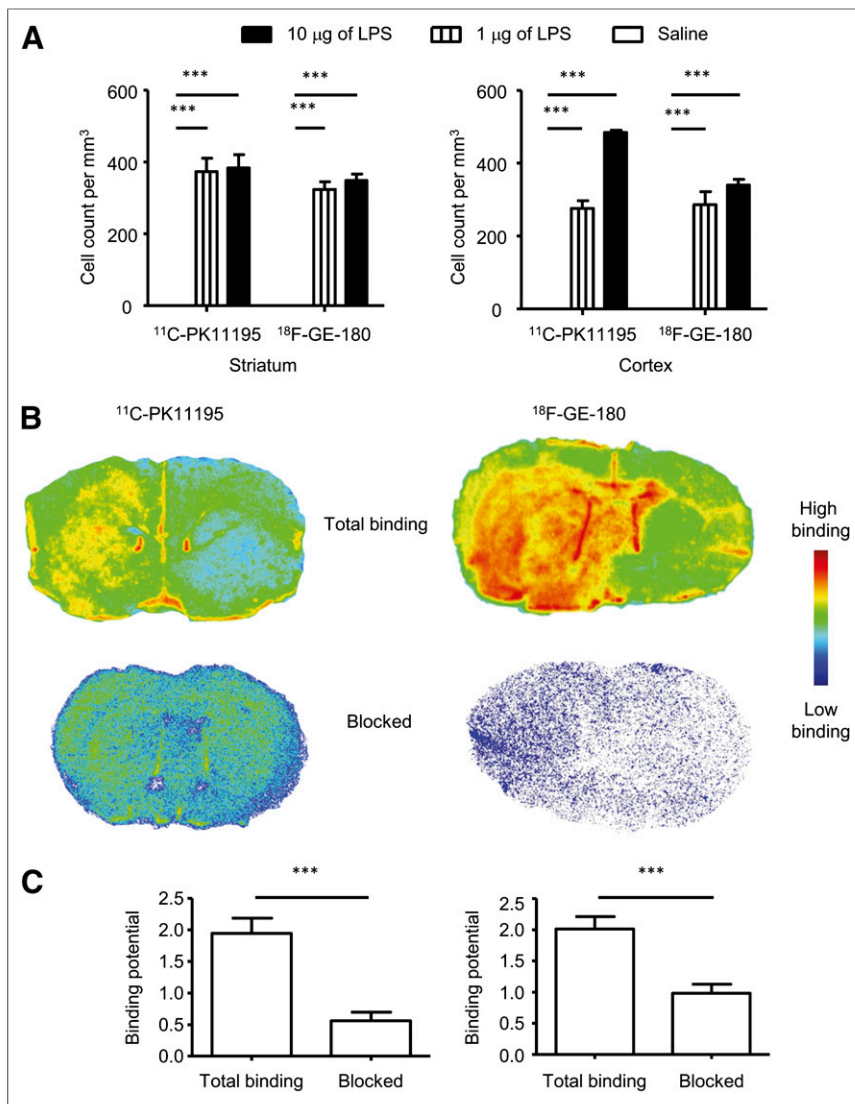 A
10 µg of LPS 1 µg of LPS Saline
*** ***
*** ***
600
400
200
0
Cell count per mm³
¹¹C-PK11195 ¹⁸F-GE-180
Striatum
*** ***
*** ***
600
400
200
0
Cell count per mm³
¹¹C-PK11195 ¹⁸F-GE-180
Cortex
B
¹¹C-PK11195 ¹⁸F-GE-180
Total binding
Blocked
High
binding
Low
binding
C
***
2.5
2.0
1.5
1.0
0.5
0.0
Binding potential
Total binding Blocked
***
2.5
2.0
1.5
1.0
0.5
0.0
Binding potential
Total binding Blocked